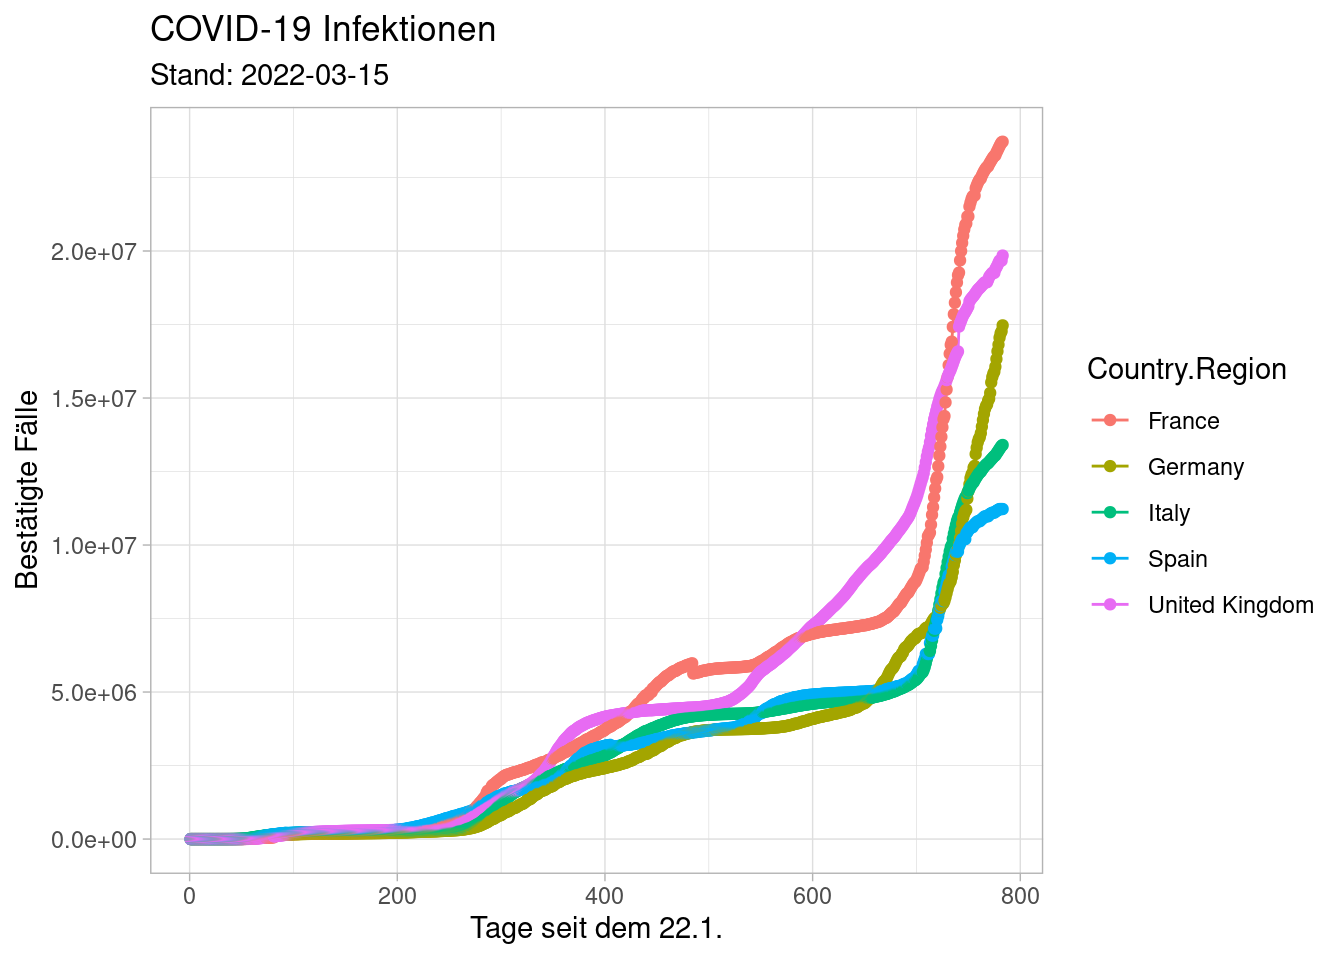 COVID-19 Infektionen
Stand: 2022-03-15
Bestätigte Fälle
2.0e+07
1.5e+07
1.0e+07
5.0e+06
0.0e+00
0 200 400 600 800
Tage seit dem 22.1.
Country.Region
France
Germany
Italy
Spain
United Kingdom